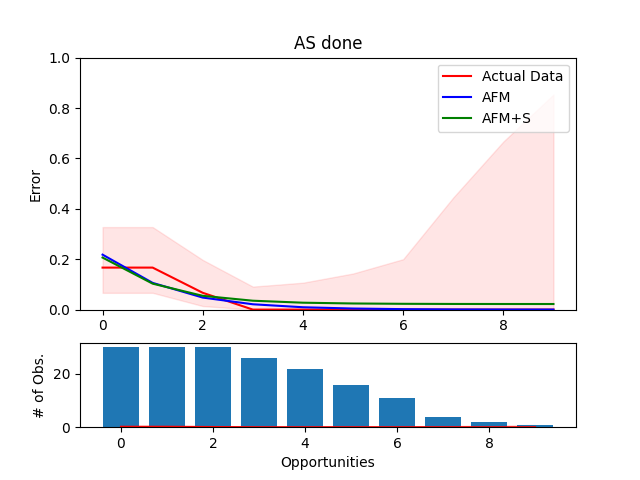 AS done
1.0
0.8
0.6
0.4
0.2
0.0
Error
Actual Data
AFM
AFM+S
0 2 4 6 8
20
0
# of Obs.
0 2 4 6 8
Opportunities